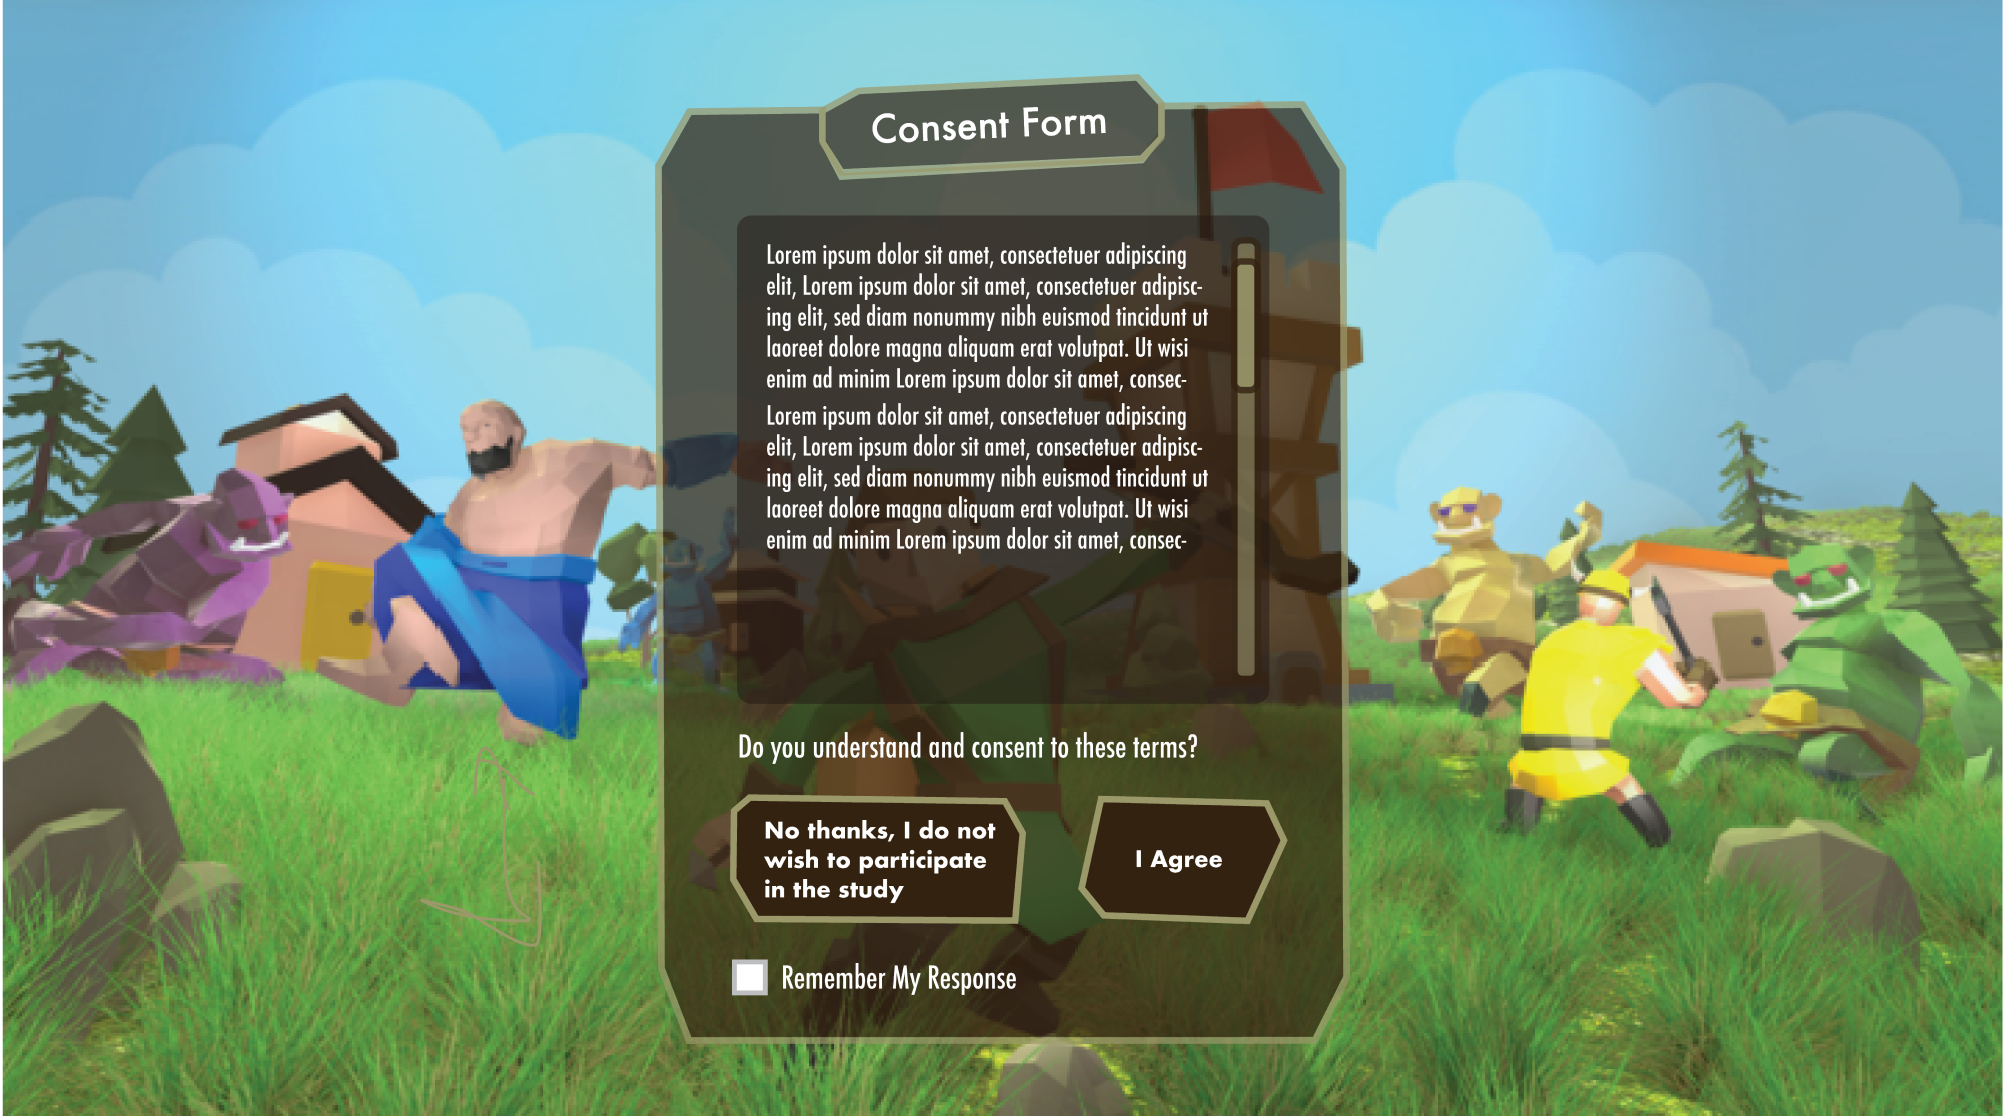 Consent Form
Lorem ipsum dolor sit amet, consectetuer adipiscing
elit, Lorem ipsum dolor sit amet, consectetuer adipisc-
ing elit, sed diam nonummy nibh euismod tincidunt ut
laoreet dolore magna aliquam erat volutpat. Ut wisi
enim ad minim Lorem ipsum dolor sit amet, consec-
Lorem ipsum dolor sit amet, consectetuer adipiscing
elit, Lorem ipsum dolor sit amet, consectetuer adipisc-
ing elit, sed diam nonummy nibh euismod tincidunt ut
laoreet dolore magna aliquam erat volutpat. Ut wisi
enim ad minim Lorem ipsum dolor sit amet, consec-
Do you understand and consent to these terms?
No thanks, I do not
wish to participate
in the study
I Agree
Remember My Response